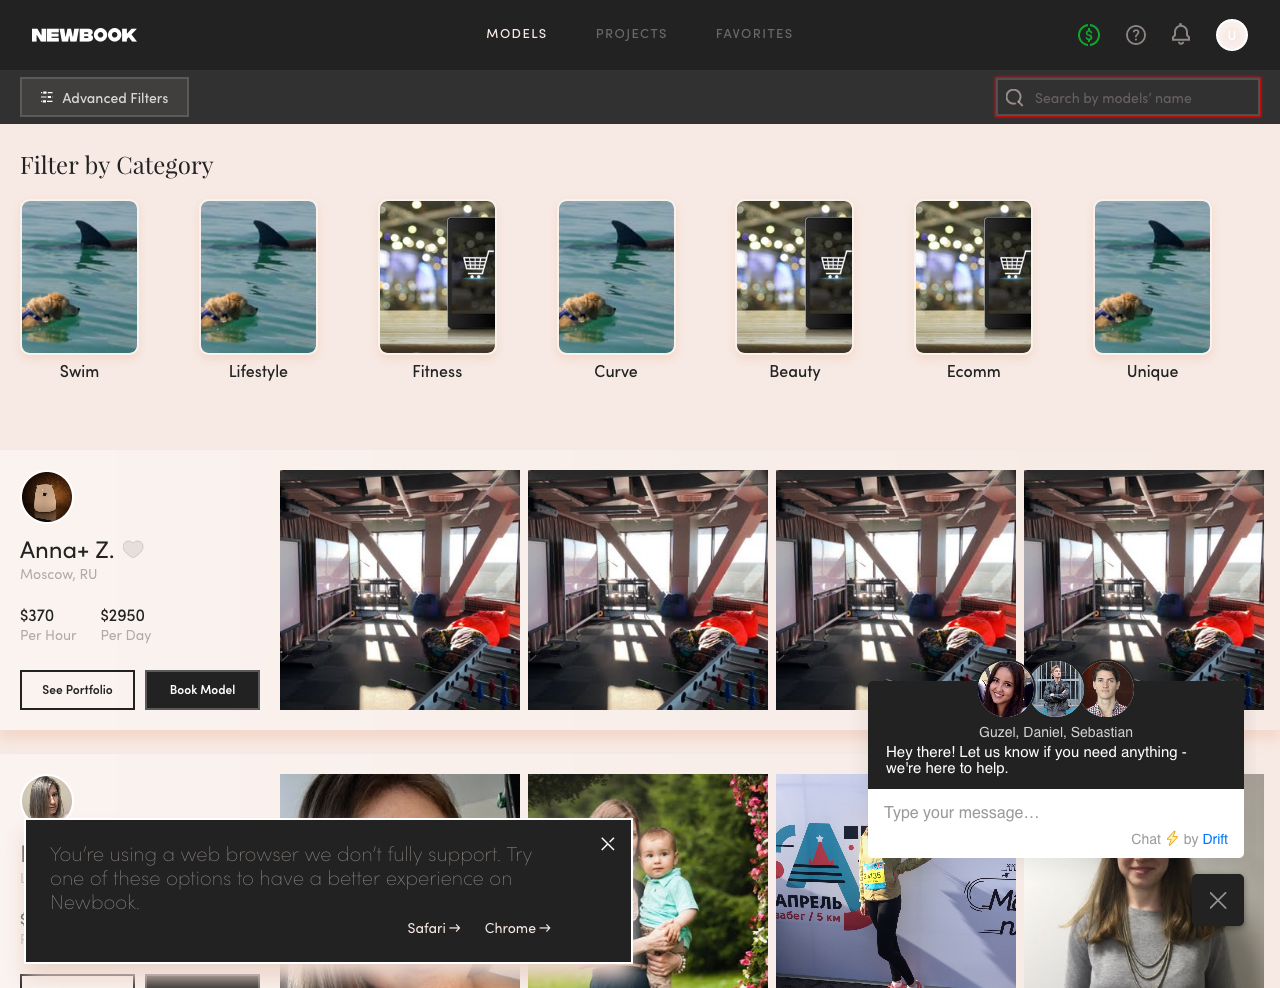 NEWBOOK
MODELS
PROJECTS
FAVORITES
U
Advanced Filters
Search by models’ name
Filter by Category
swim
lifestyle
fitness
curve
beauty
ecomm
unique
Anna+ Z.
Moscow, RU
$370
$2950
Per Hour
Per Day
See Portfolio
Book Model
Guzel, Daniel, Sebastian
Hey there! Let us know if you need anything -
we're here to help.
Type your message…
Chat ⚡ by Drift
You’re using a web browser we don’t fully support. Try
one of these options to have a better experience on
Newbook.
Safari →
Chrome →
АПРЕЛЬ
забег / 5 км